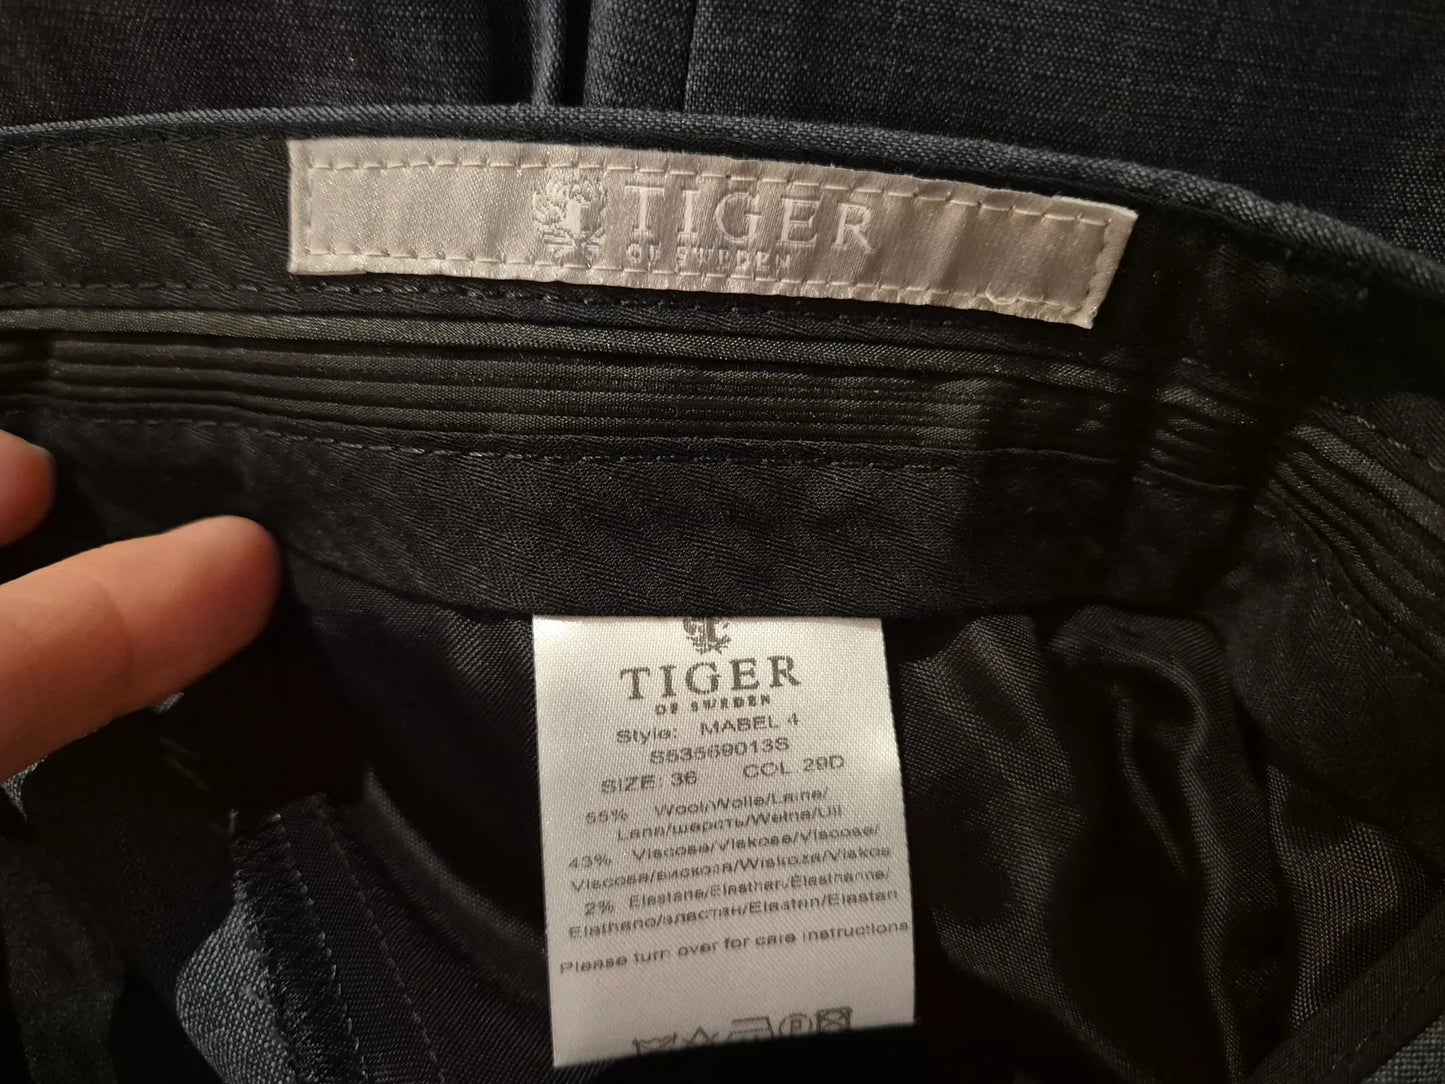 TIGER
OF SWEDEN
TIGER
OF SWEDEN
Style: MABEL 4
S53569013S
SIZE: 36 COL 29D
55% Wool/Wolle/Laine/
Lana/шерсть/Wełna/Ull
43% Viscose/Viskose/Viscose/
Viscosa/вискоза/Wiskoza/Viskos
2% Elastane/Elasthan/Elasthanne/
Elathano/эластан/Elastan/Elastan
Please turn over for care instructions